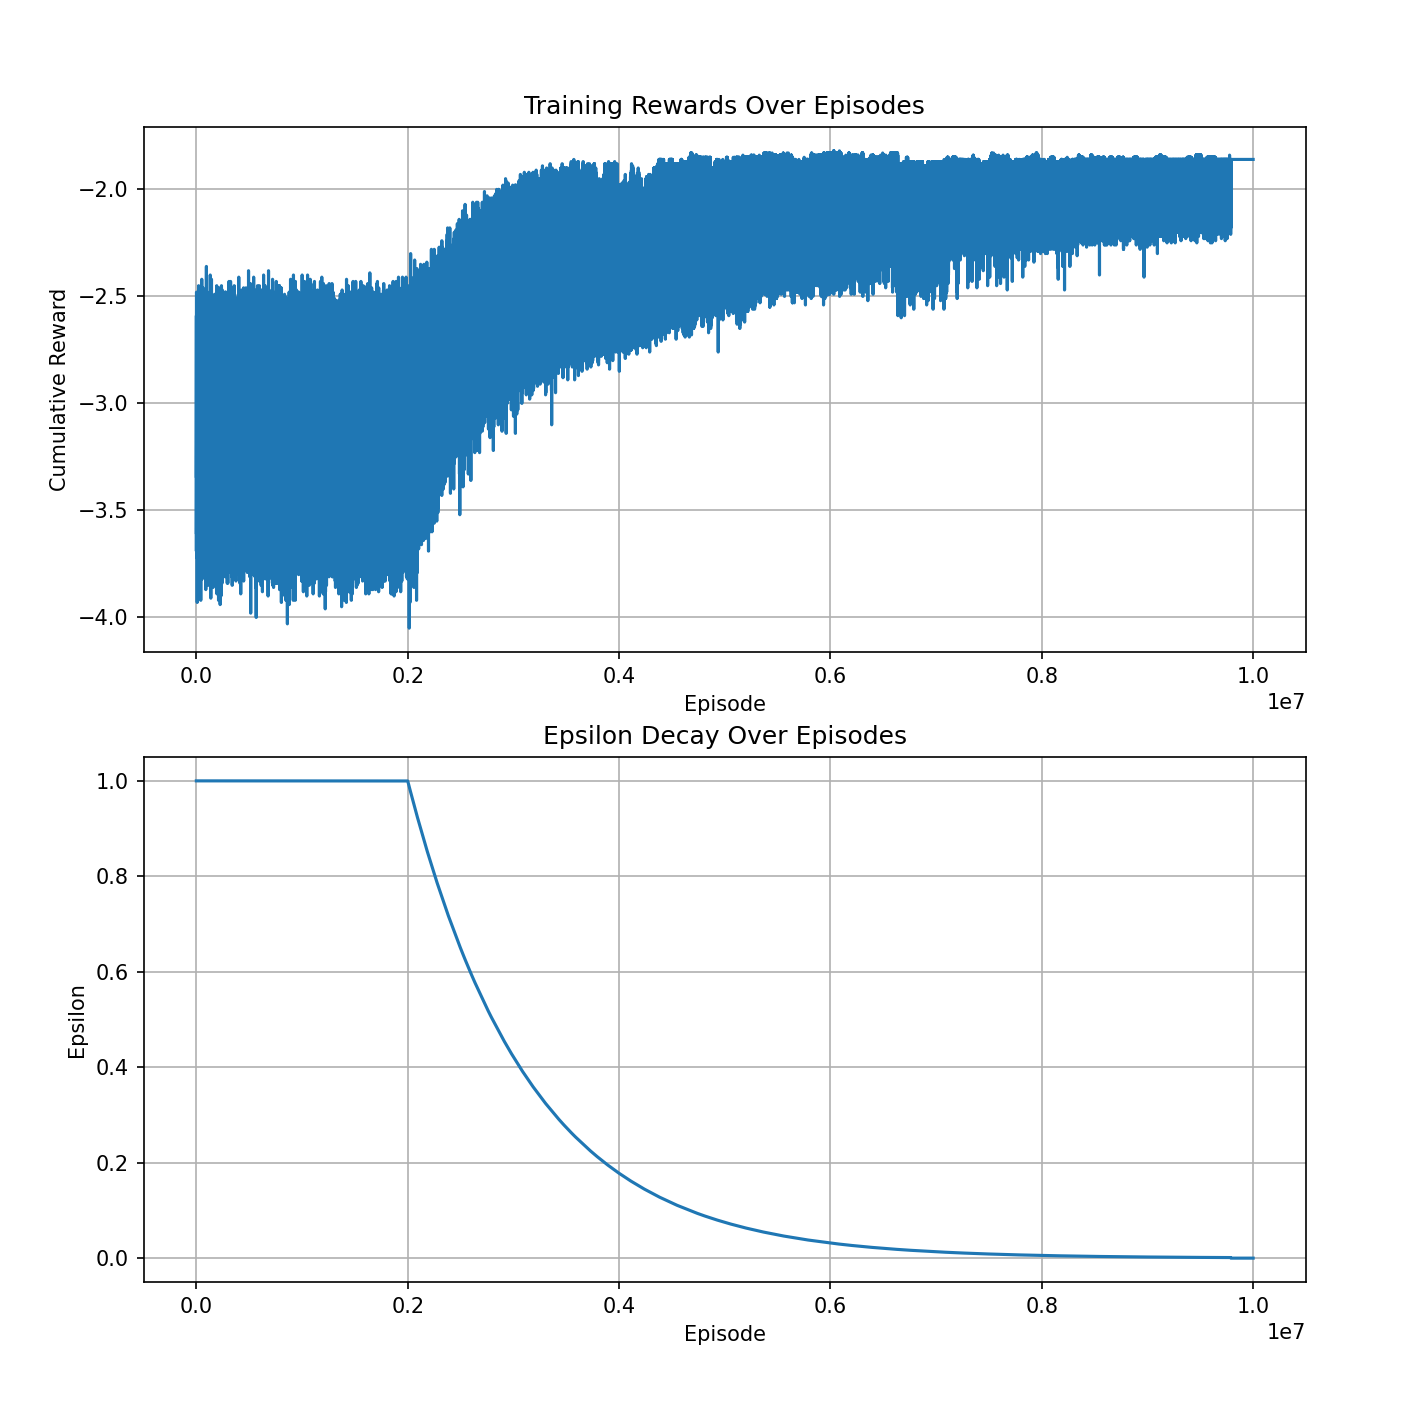 Training Rewards Over Episodes
−2.0
−2.5
−3.0
−3.5
−4.0
Cumulative Reward
0.0 0.2 0.4 0.6 0.8 1.0
1e7
Episode
Epsilon Decay Over Episodes
1.0
0.8
0.6
0.4
0.2
0.0
Epsilon
0.0 0.2 0.4 0.6 0.8 1.0
1e7
Episode